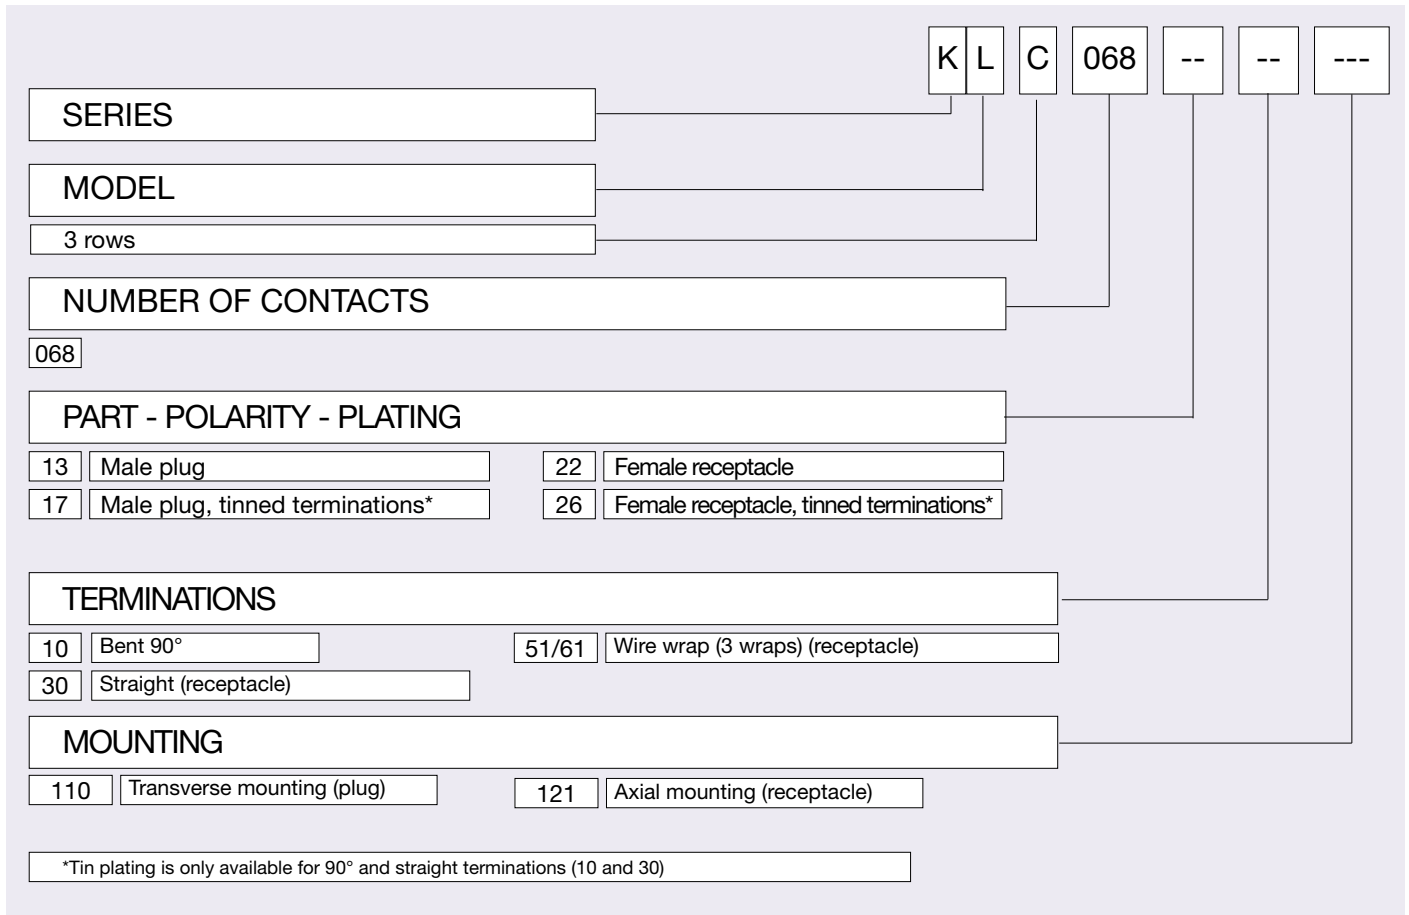 K L C 068 -- -- ---
SERIES
MODEL
3 rows
NUMBER OF CONTACTS
068
PART - POLARITY - PLATING
13 Male plug 22 Female receptacle
17 Male plug, tinned terminations* 26 Female receptacle, tinned terminations*
TERMINATIONS
10 Bent 90° 51/61 Wire wrap (3 wraps) (receptacle)
30 Straight (receptacle)
MOUNTING
110 Transverse mounting (plug) 121 Axial mounting (receptacle)
*Tin plating is only available for 90° and straight terminations (10 and 30)